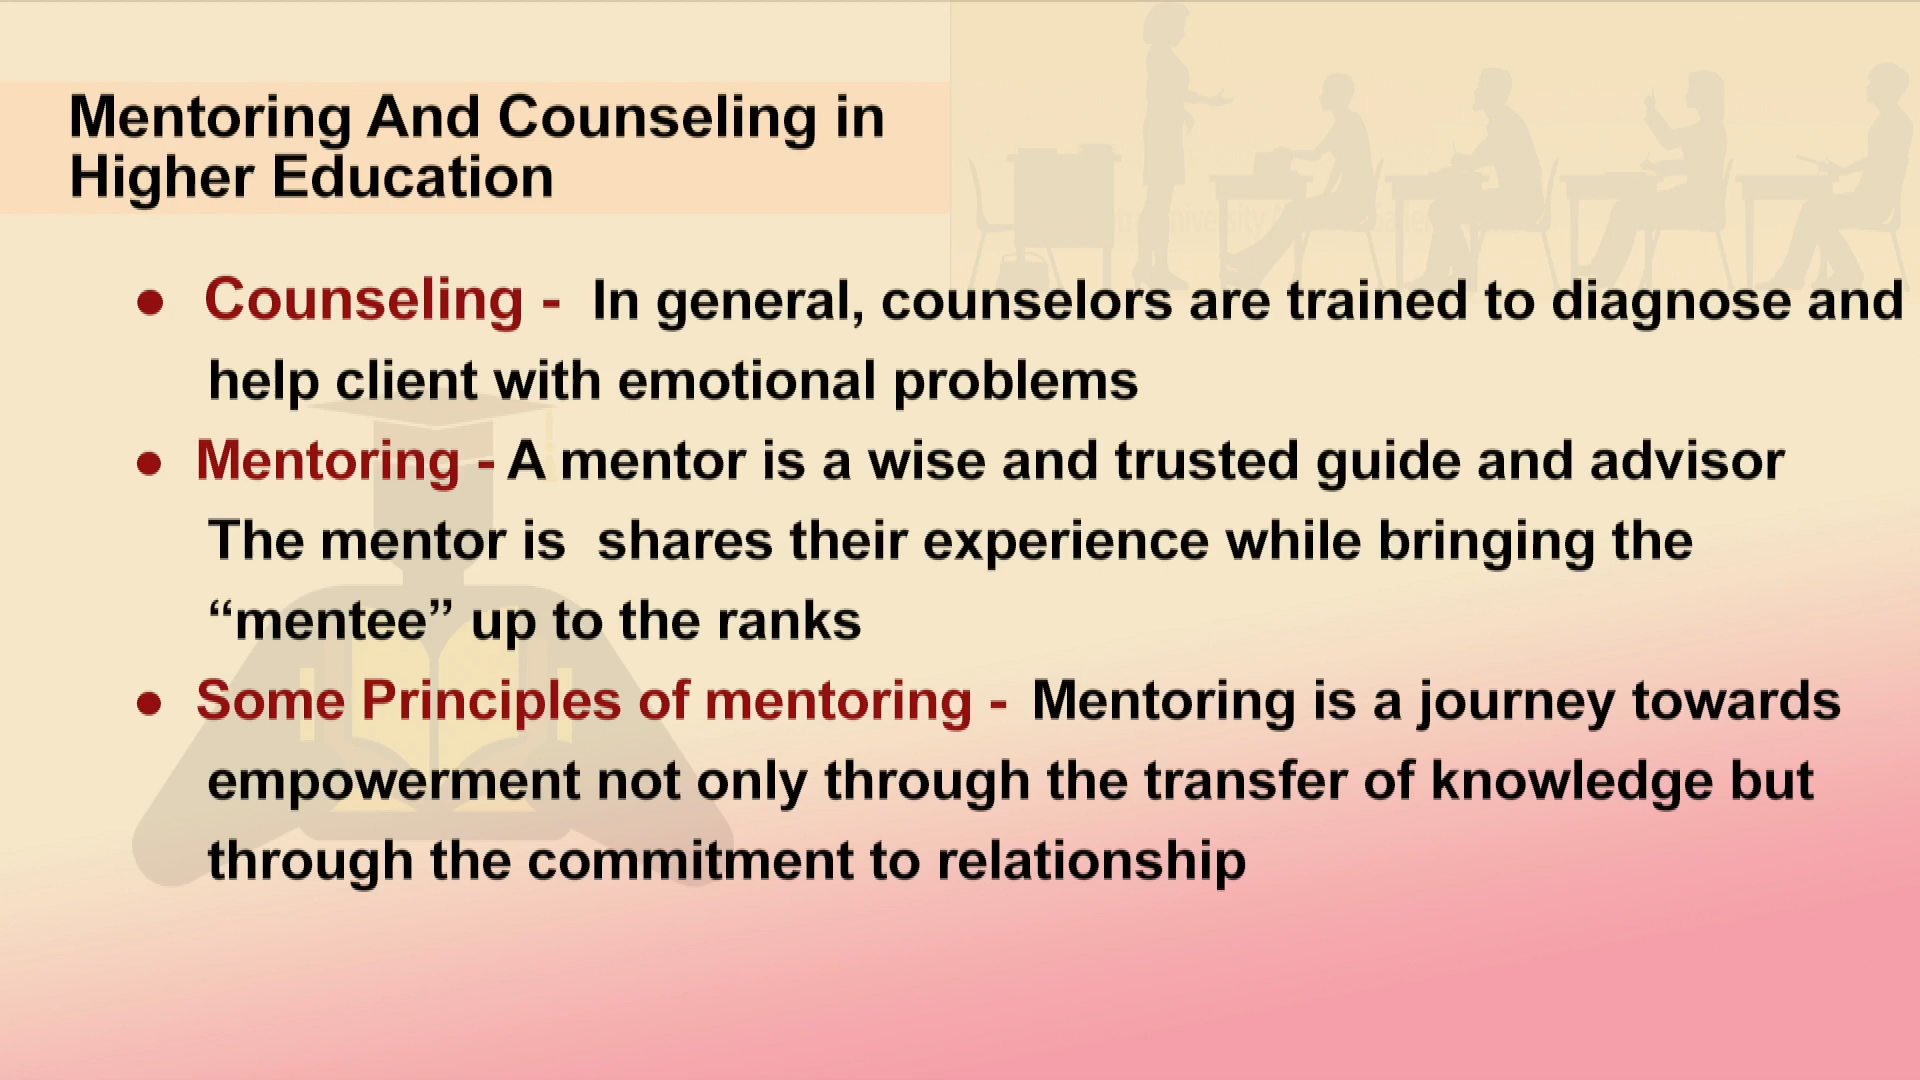 Mentoring And Counseling in
Higher Education
● Counseling - In general, counselors are trained to diagnose and
help client with emotional problems
● Mentoring - A mentor is a wise and trusted guide and advisor
The mentor is shares their experience while bringing the
“mentee” up to the ranks
● Some Principles of mentoring - Mentoring is a journey towards
empowerment not only through the transfer of knowledge but
through the commitment to relationship